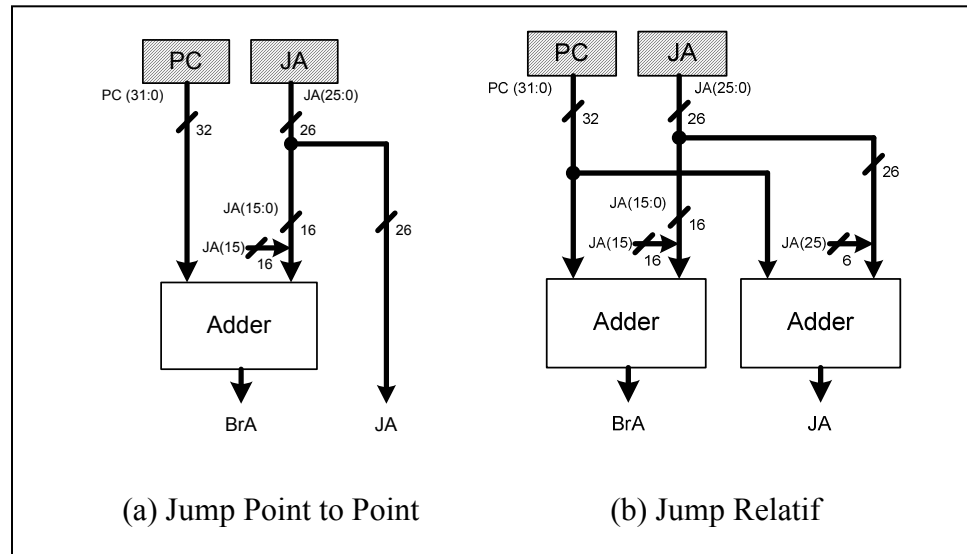 PC JA
PC (31:0) JA(25:0)
32 26
JA(15:0)
16 26
JA(15)
16
Adder
BrA JA
(a) Jump Point to Point
PC JA
PC (31:0) JA(25:0)
32 26
26
JA(15:0)
16
JA(15) JA(25)
16 6
Adder Adder
BrA JA
(b) Jump Relatif